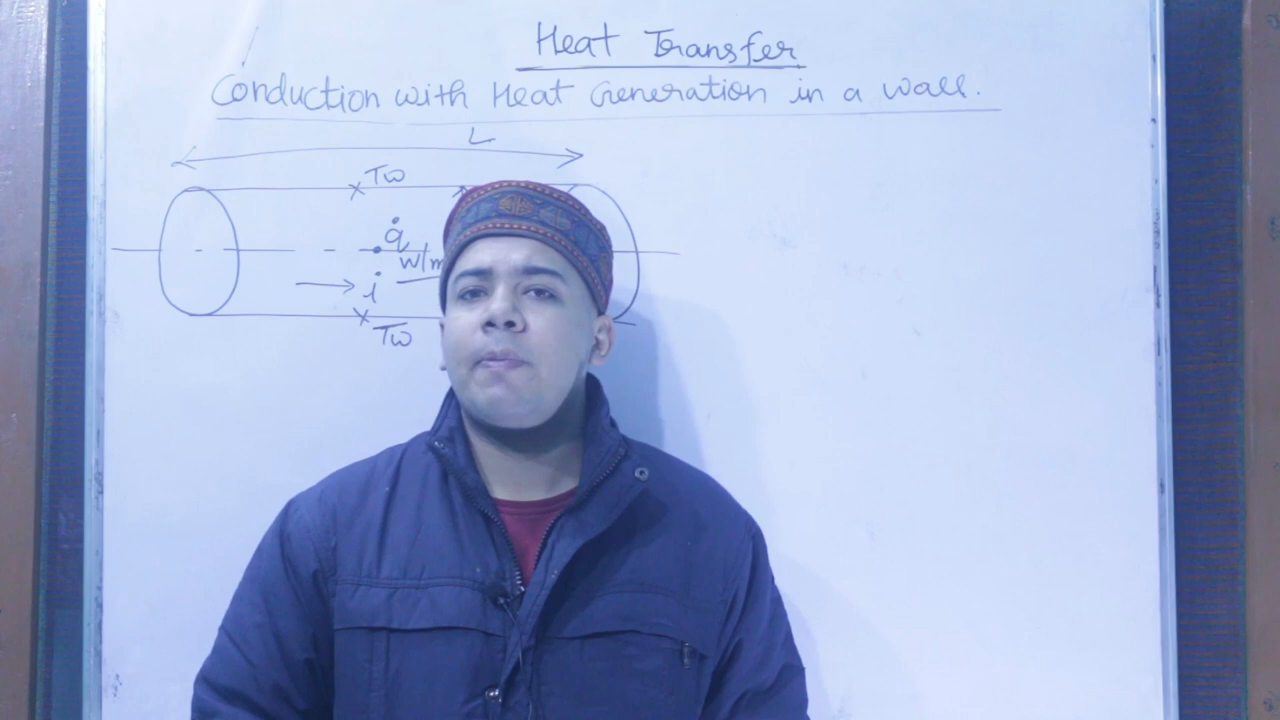 Heat Transfer
Conduction with Heat Generation in a wall.
L
Tw
q̇
W/m
i
Tw